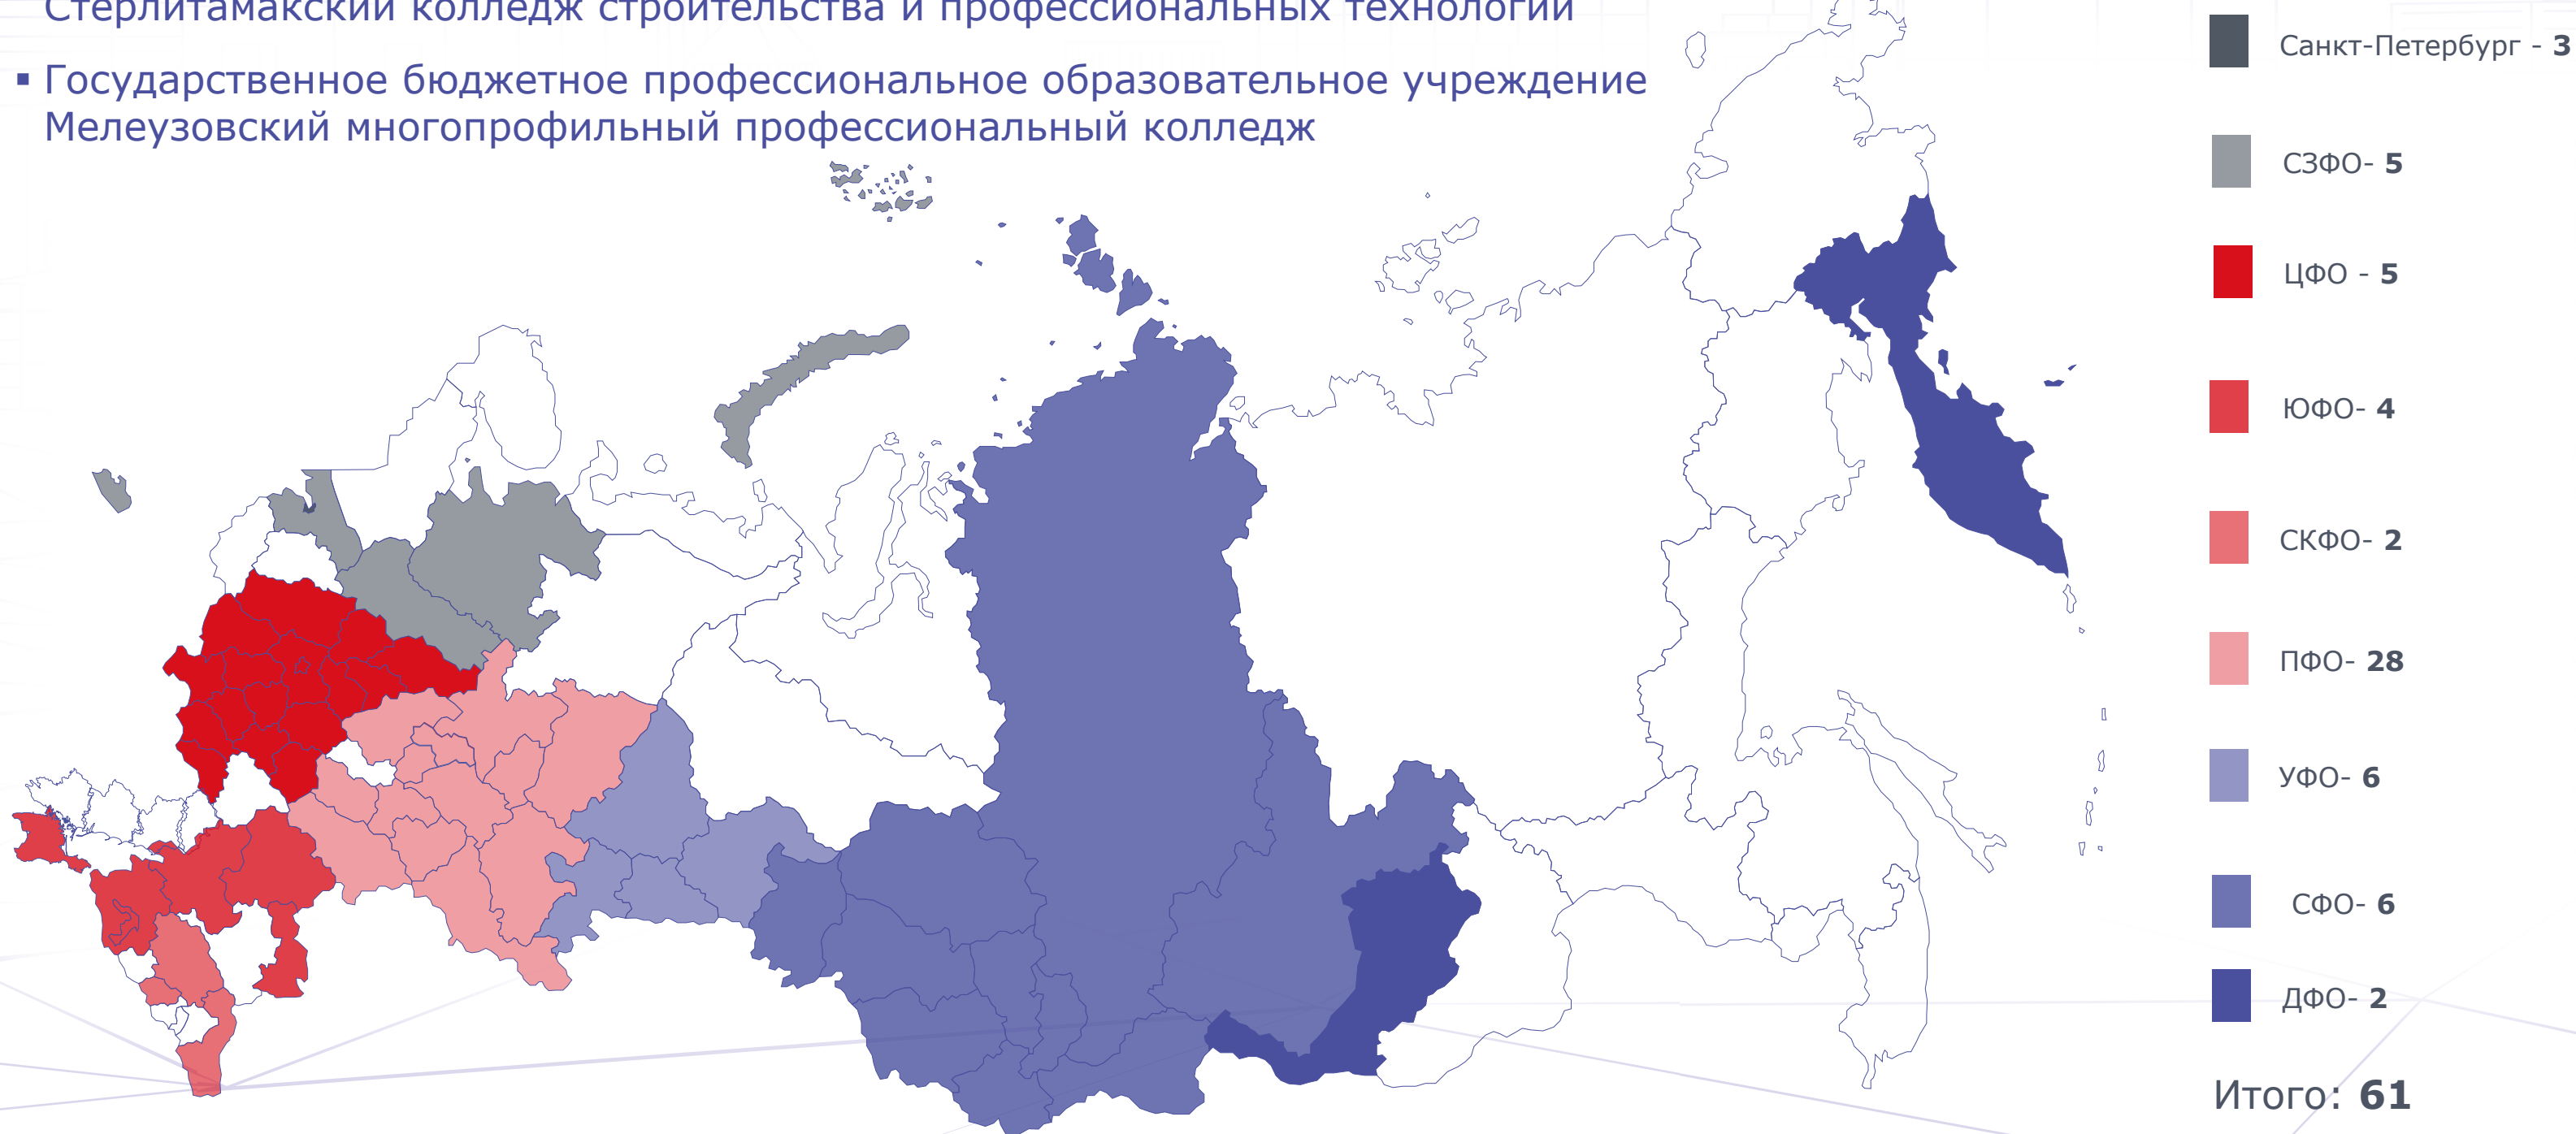 Стерлитамакский колледж строительства и профессиональных технологий
▪ Государственное бюджетное профессиональное образовательное учреждение
Мелеузовский многопрофильный профессиональный колледж
Санкт-Петербург - 3
СЗФО- 5
ЦФО - 5
ЮФО- 4
СКФО- 2
ПФО- 28
УФО- 6
СФО- 6
ДФО- 2
Итого: 61